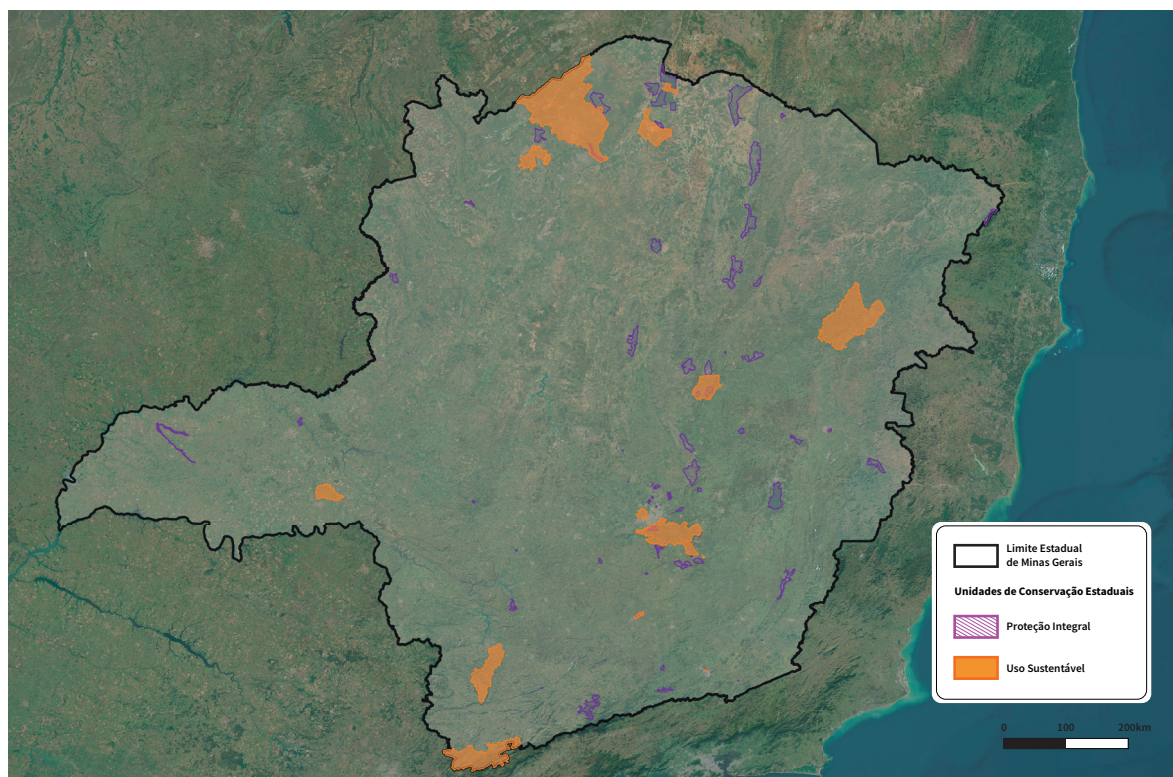 Limite Estadual
de Minas Gerais
Unidades de Conservação Estaduais
Proteção Integral
Uso Sustentável
0 100 200km